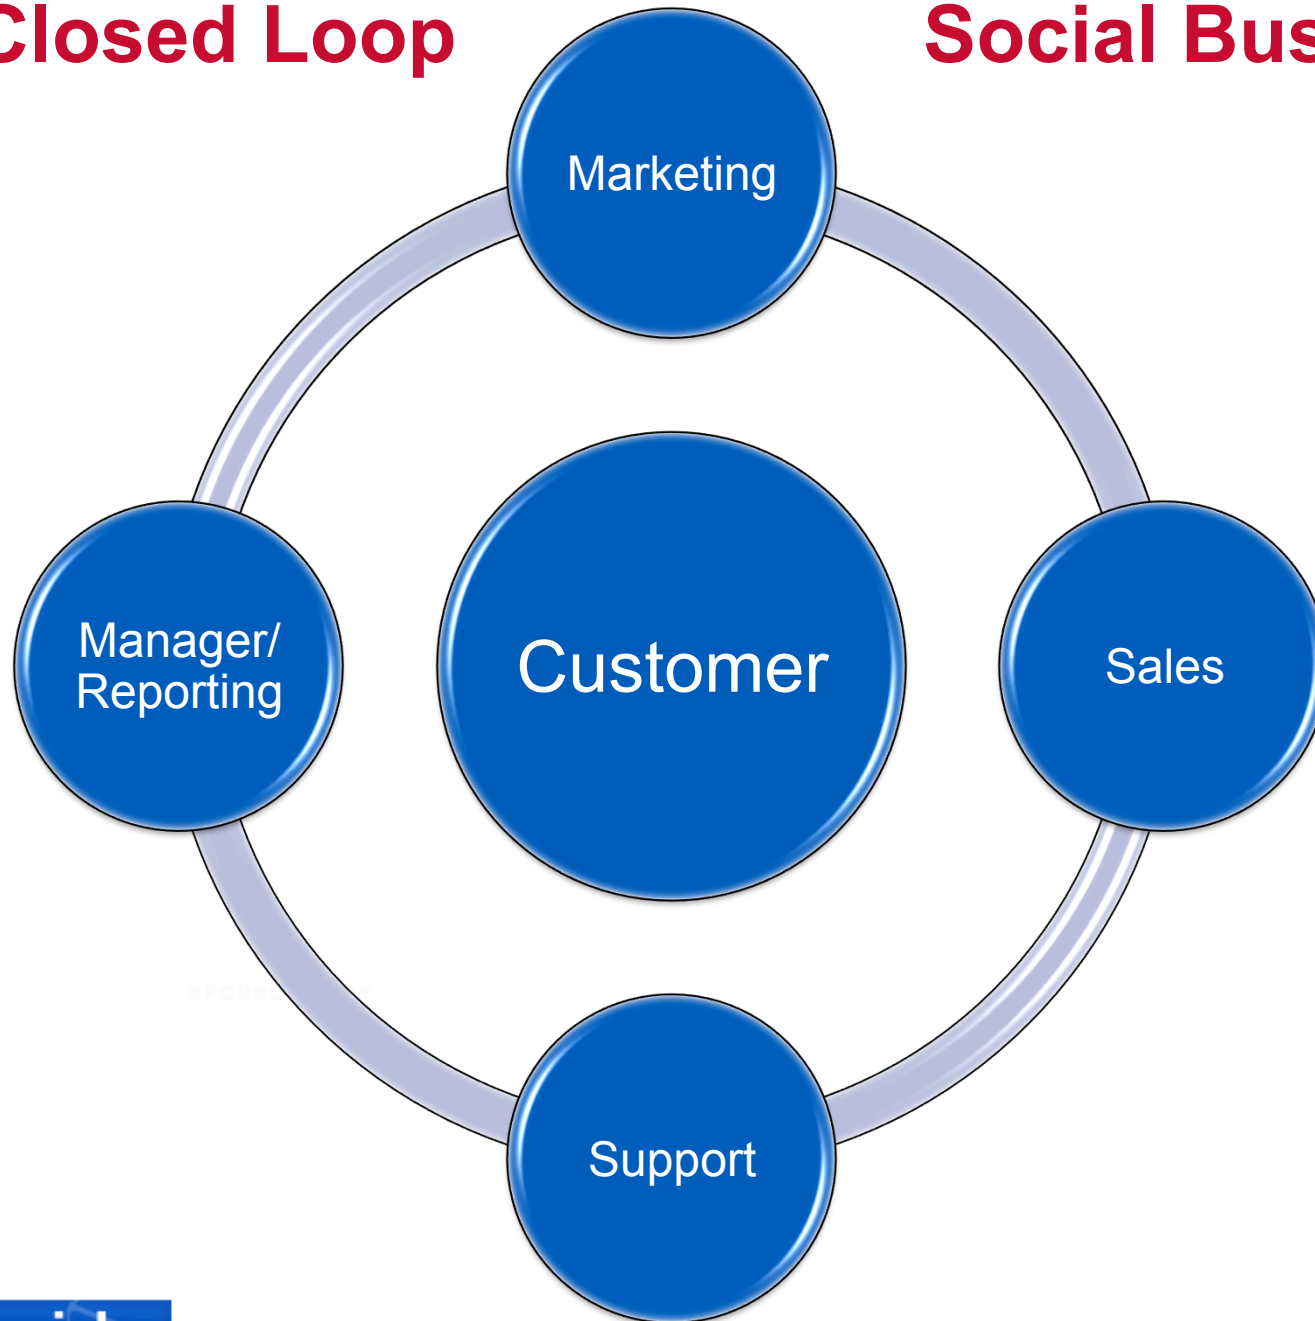 Closed Loop
Social Bus
Marketing
Manager/
Reporting
Customer
Sales
Support